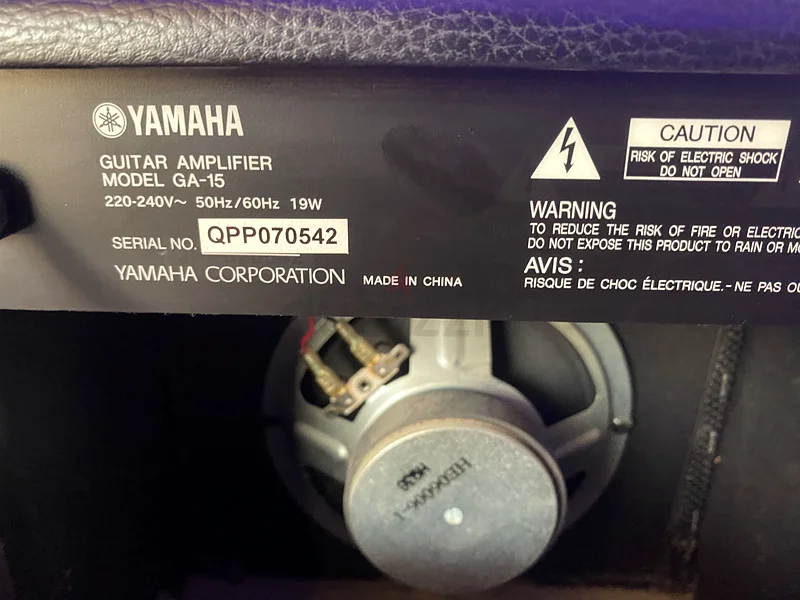 YAMAHA
GUITAR AMPLIFIER
MODEL GA-15
220-240V~ 50Hz/60Hz 19W
SERIAL NO. QPP070542
YAMAHA CORPORATION MADE IN CHINA
CAUTION
RISK OF ELECTRIC SHOCK
DO NOT OPEN
WARNING
TO REDUCE THE RISK OF FIRE OR ELECTRIC
DO NOT EXPOSE THIS PRODUCT TO RAIN OR MO
AVIS :
RISQUE DE CHOC ÉLECTRIQUE.-NE PAS OU